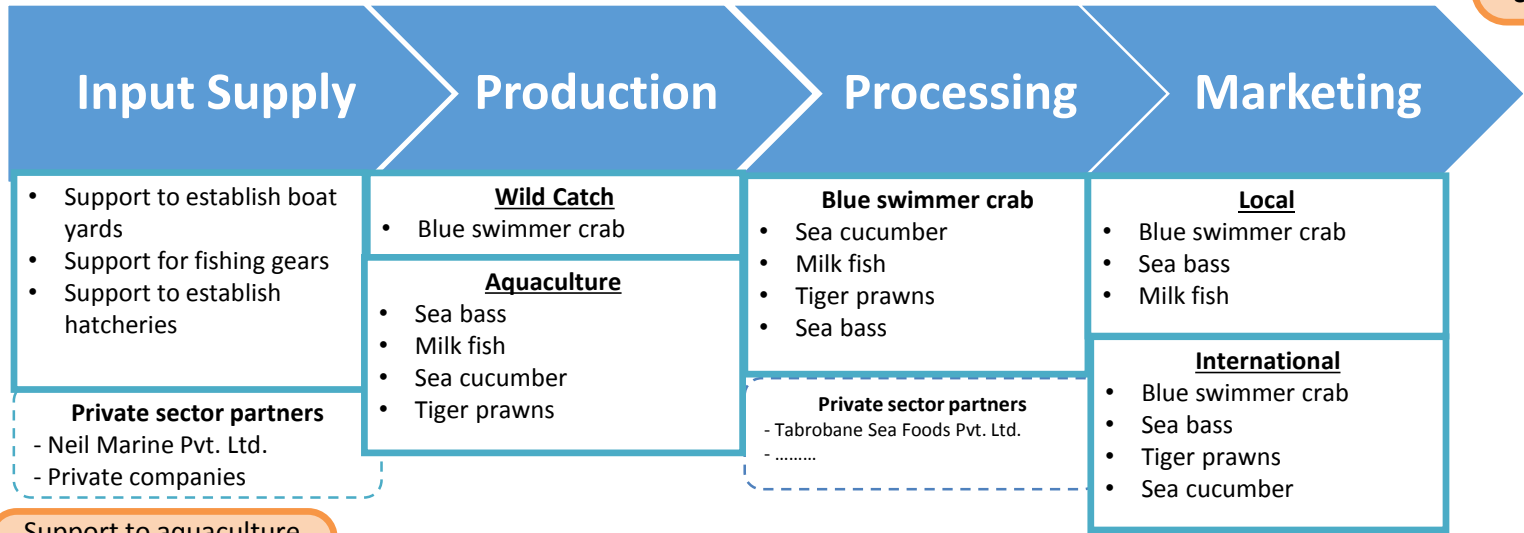 Input Supply
Production
Processing
Marketing
• Support to establish boat
yards
• Support for fishing gears
• Support to establish
hatcheries
Private sector partners
- Neil Marine Pvt. Ltd.
- Private companies
Wild Catch
• Blue swimmer crab
Aquaculture
• Sea bass
• Milk fish
• Sea cucumber
• Tiger prawns
Blue swimmer crab
• Sea cucumber
• Milk fish
• Tiger prawns
• Sea bass
Private sector partners
- Tabrobane Sea Foods Pvt. Ltd.
- .........
Local
• Blue swimmer crab
• Sea bass
• Milk fish
International
• Blue swimmer crab
• Sea bass
• Tiger prawns
• Sea cucumber
Support to aquaculture